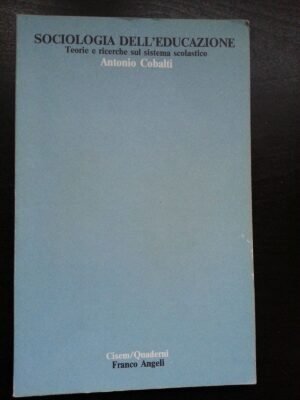 SOCIOLOGIA DELL'EDUCAZIONE
Teorie e ricerche sul sistema scolastico
Antonio Cobalti
Cisem/Quaderni
Franco Angeli